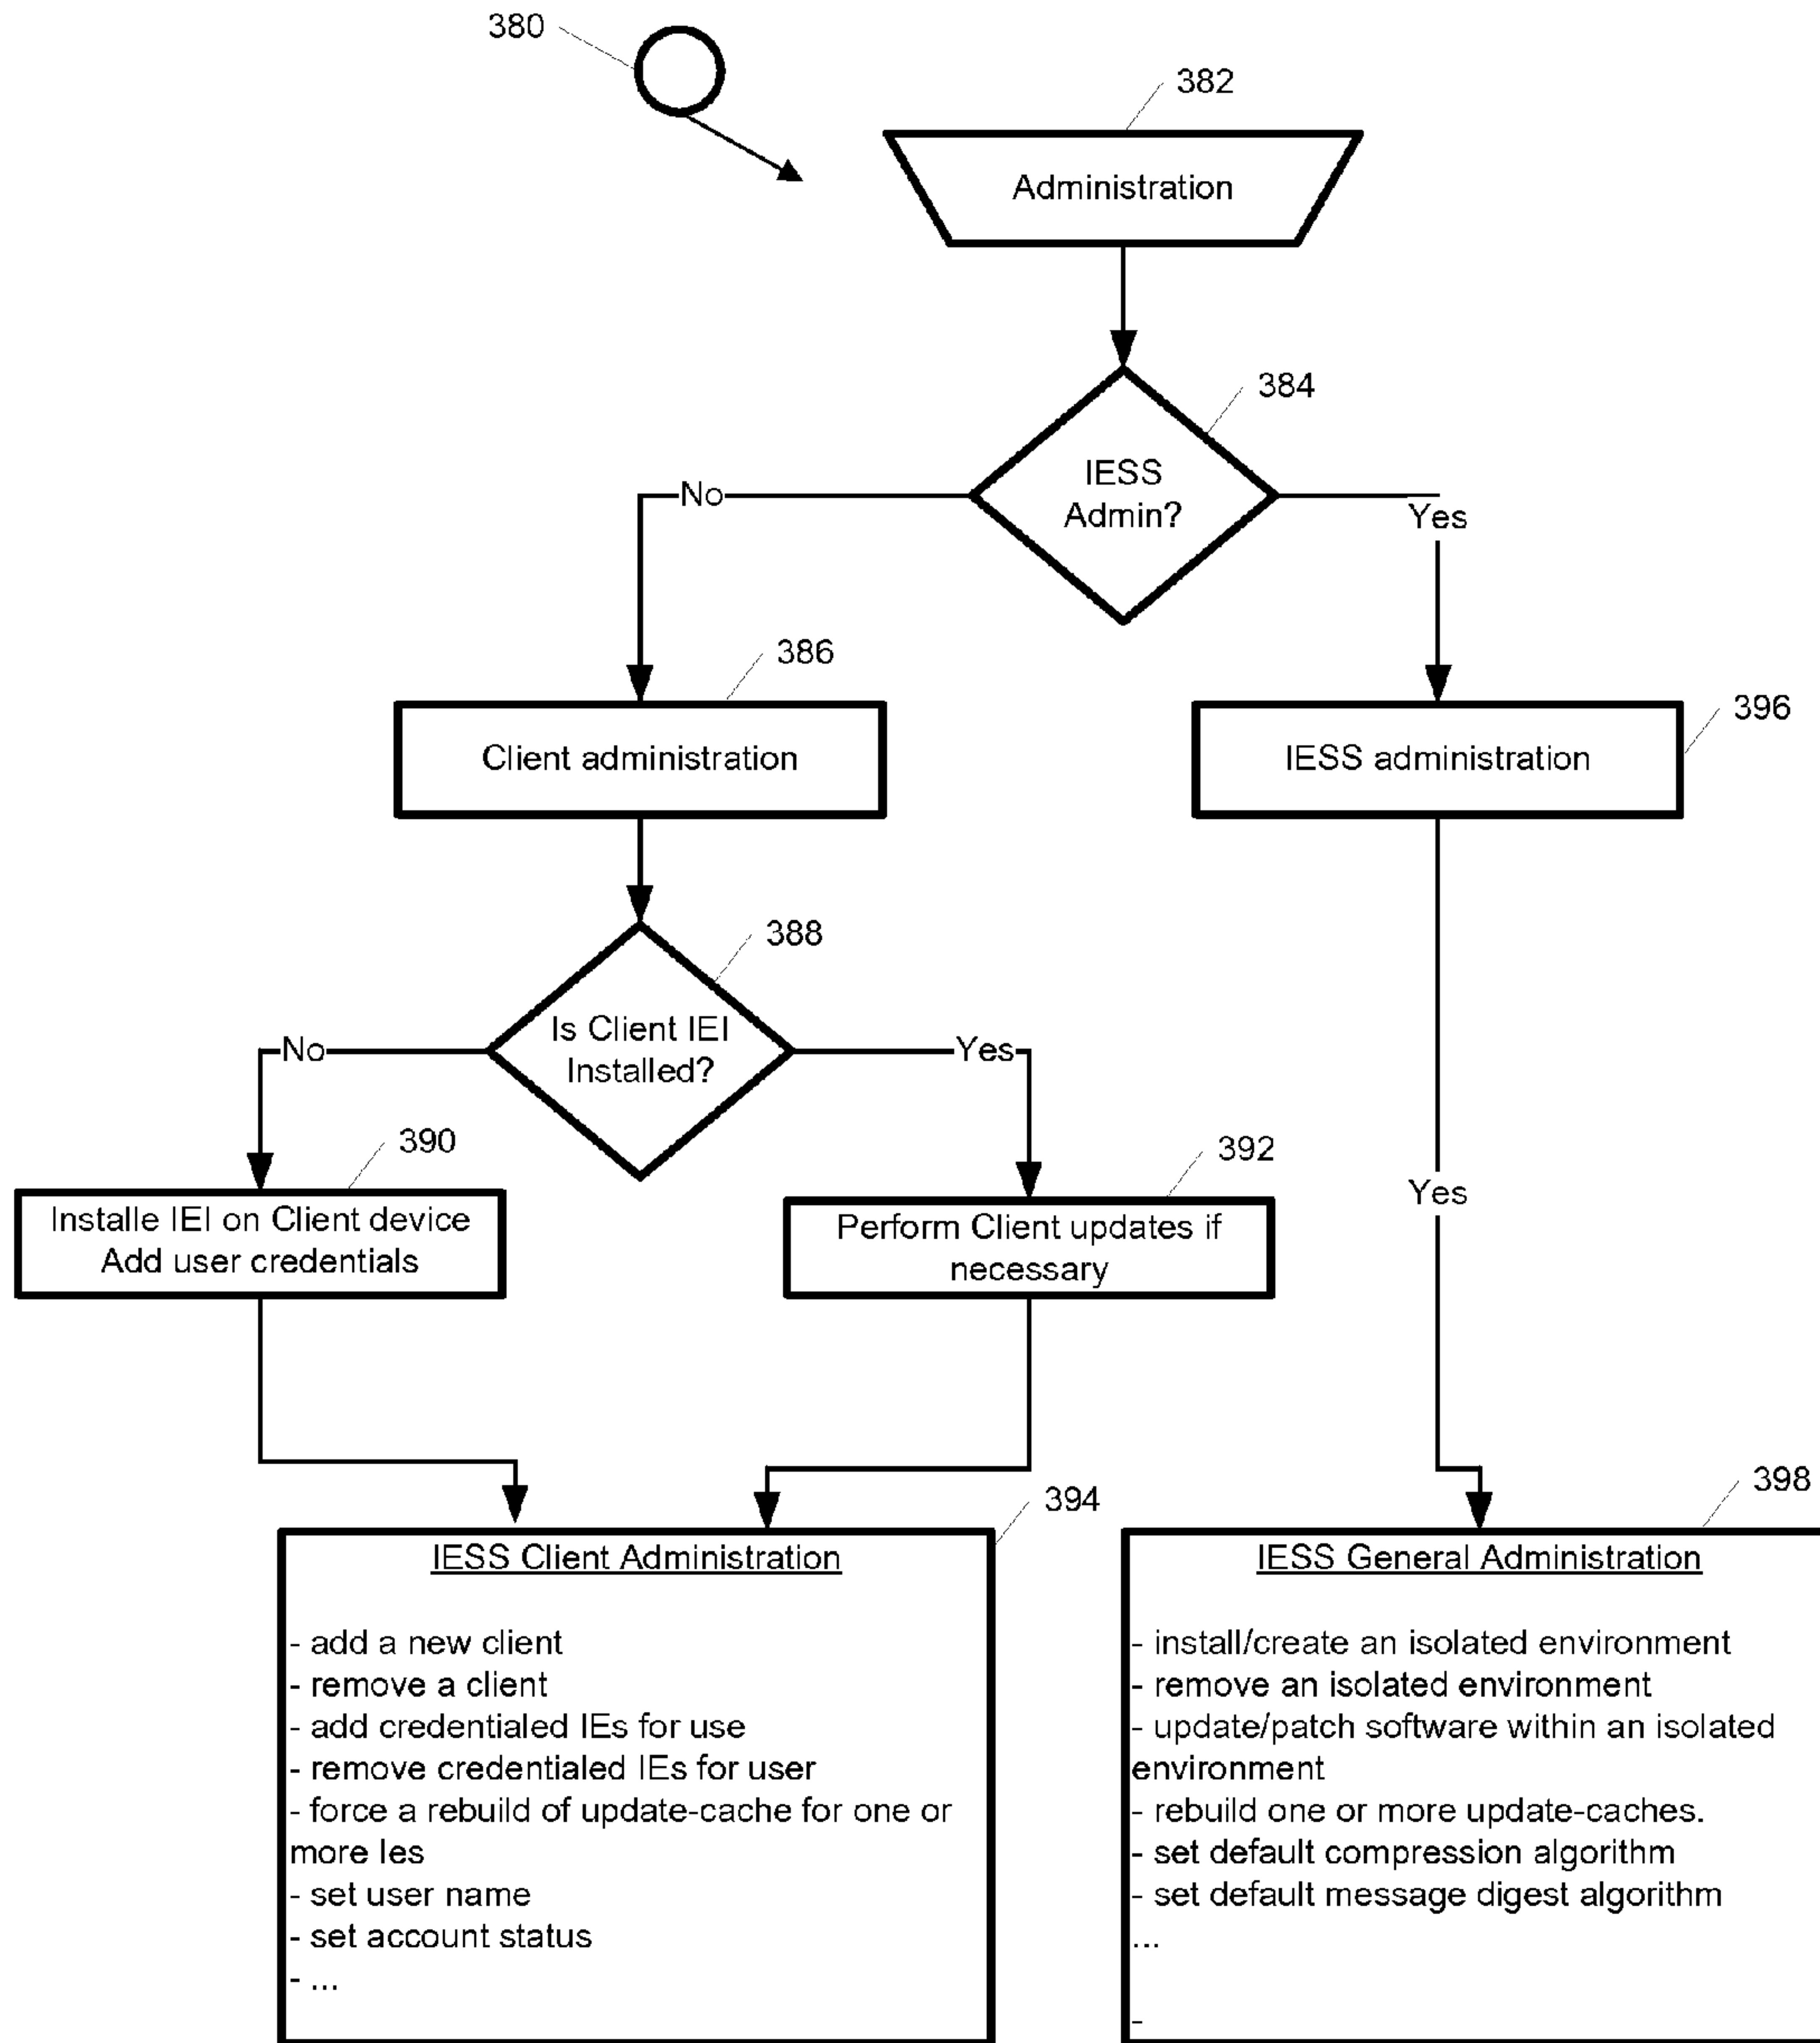 380
382
Administration
384
IESS
Admin?
No
Yes
386
396
Client administration
IESS administration
388
Is Client IEI
Installed?
No
Yes
390
392
Yes
Installe IEI on Client device
Add user credentials
Perform Client updates if
necessary
394
398
IESS Client Administration
- add a new client
- remove a client
- add credentialed IEs for use
- remove credentialed IEs for user
- force a rebuild of update-cache for one or
more Ies
- set user name
- set account status
- ...
IESS General Administration
- install/create an isolated environment
- remove an isolated environment
- update/patch software within an isolated
environment
- rebuild one or more update-caches.
- set default compression algorithm
- set default message digest algorithm
...
-